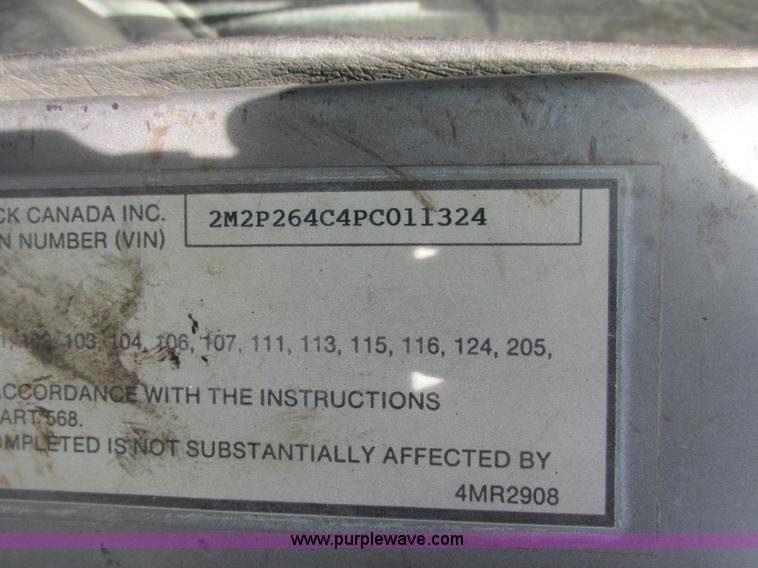 CK CANADA INC. 2M2P264C4PC011324
N NUMBER (VIN)
103, 104, 106, 107, 111, 113, 115, 116, 124, 205,
ACCORDANCE WITH THE INSTRUCTIONS
ART 568.
OMPLETED IS NOT SUBSTANTIALLY AFFECTED BY
4MR2908
www.purplewave.com